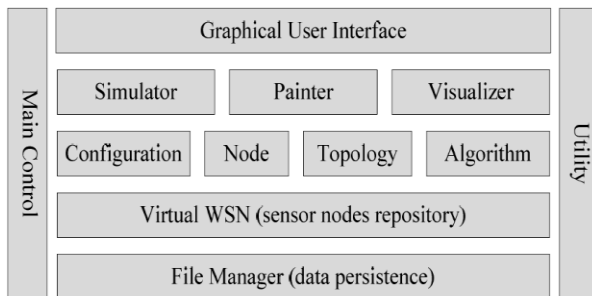 Main Control
Graphical User Interface
Simulator
Painter
Visualizer
Configuration
Node
Topology
Algorithm
Virtual WSN (sensor nodes repository)
File Manager (data persistence)
Utility